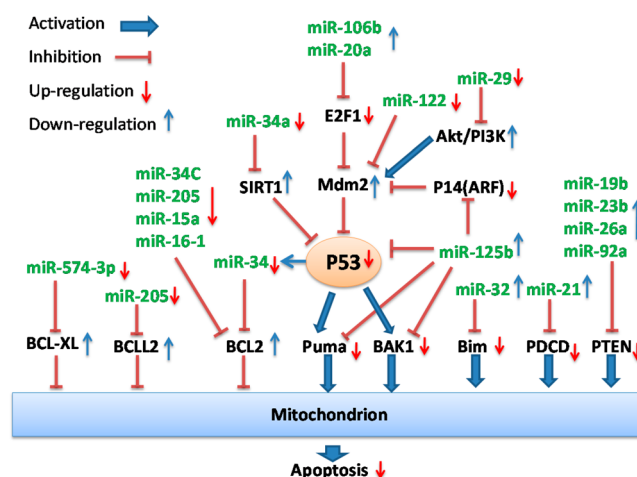 Activation
Inhibition
Up-regulation
Down-regulation
miR-106b
miR-20a
miR-29
miR-34a
E2F1
miR-122
Akt/PI3K
miR-34C
miR-205
miR-15a
miR-16-1
SIRT1
Mdm2
P14(ARF)
miR-19b
miR-23b
miR-26a
miR-92a
miR-574-3p
miR-34
P53
miR-125b
miR-205
miR-32
miR-21
BCL-XL
BCLL2
BCL2
Puma
BAK1
Bim
PDCD
PTEN
Mitochondrion
Apoptosis